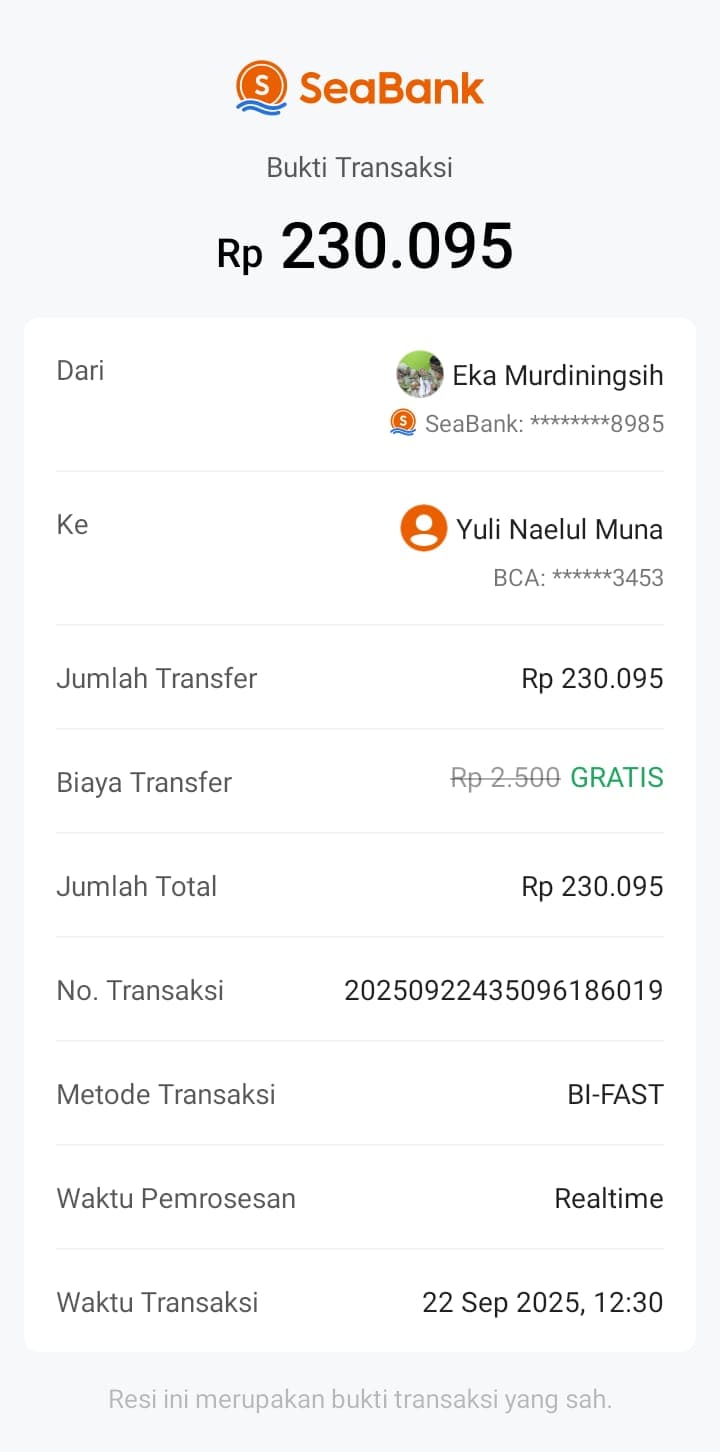 SeaBank
Bukti Transaksi
Rp 230.095
Dari
Eka Murdiningsih
SeaBank: ********8985
Ke
Yuli Naelul Muna
BCA: ******3453
Jumlah Transfer Rp 230.095
Biaya Transfer Rp 2.500 GRATIS
Jumlah Total Rp 230.095
No. Transaksi 20250922435096186019
Metode Transaksi BI-FAST
Waktu Pemrosesan Realtime
Waktu Transaksi 22 Sep 2025, 12:30
Resi ini merupakan bukti transaksi yang sah.